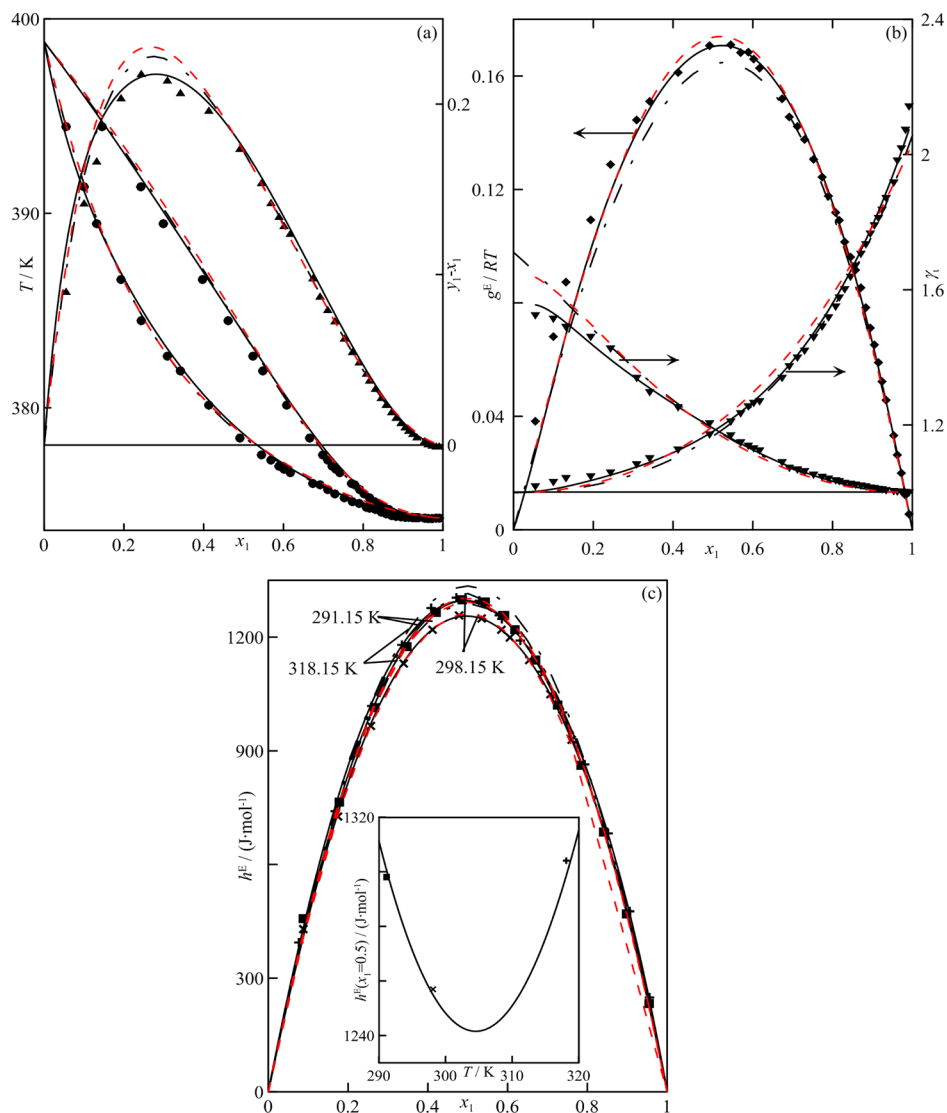 400
(a)
0.2
390
T / K
y₁-x₁
380
0
0 0.2 0.4 0.6 0.8 1
x₁
2.4
(b)
0.16
2
0.12
gᴱ/RT
1.6
γᵢ
0.04
1.2
0
0 0.2 0.4 0.6 0.8 1
x₁
(c)
1200
291.15 K
318.15 K
298.15 K
900
hᴱ / (J·mol⁻¹)
1320
hᴱ(x₁=0.5) / (J·mol⁻¹)
300
1240
290 300 T / K 310 320
0
0 0.2 0.4 0.6 0.8 1
x₁